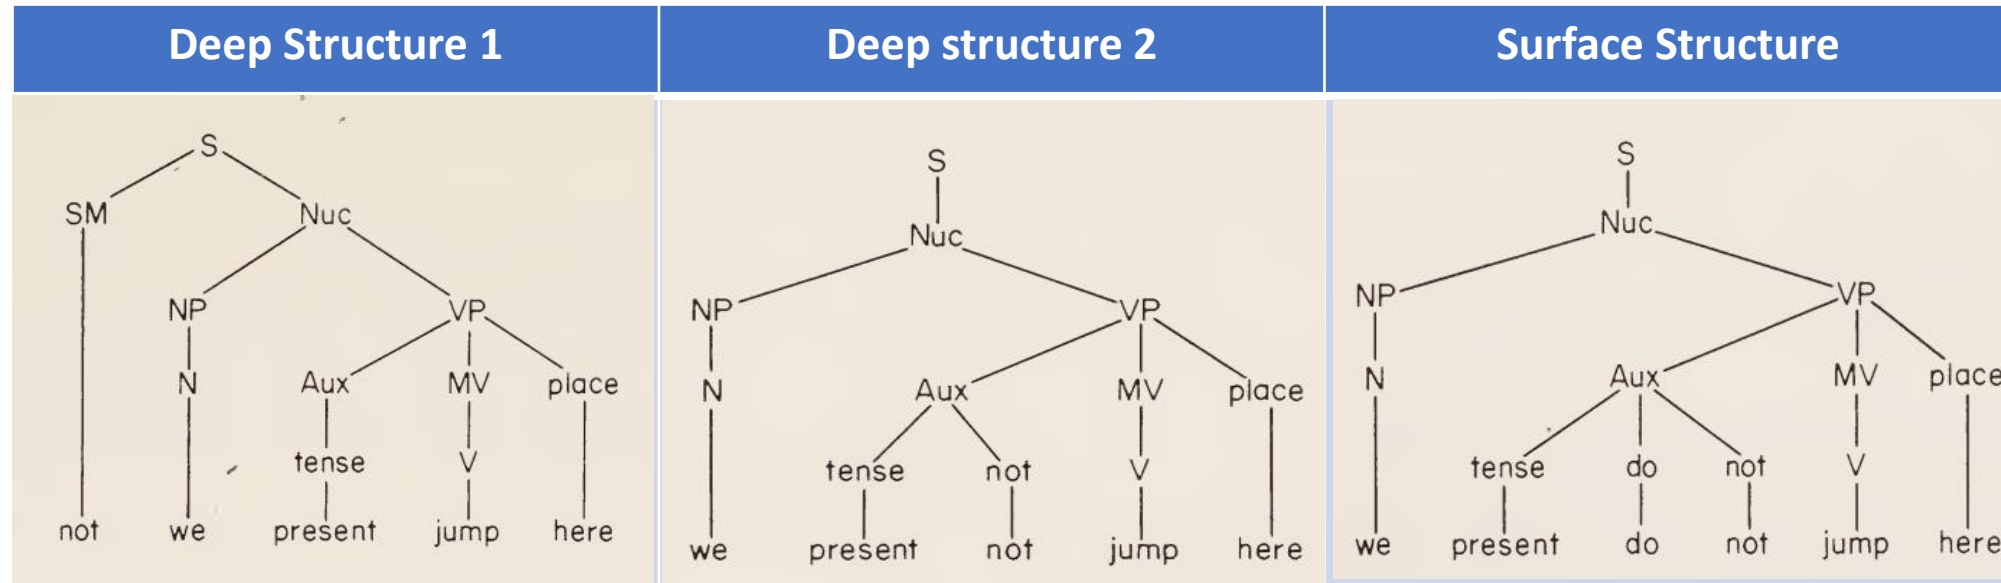 Deep Structure 1
S
SM Nuc
NP VP
N Aux MV place
tense V
not we present jump here
Deep structure 2
S
Nuc
NP VP
N Aux MV place
tense not V
we present not jump here
Surface Structure
S
Nuc
NP VP
N Aux MV place
tense do not V
we present do not jump here